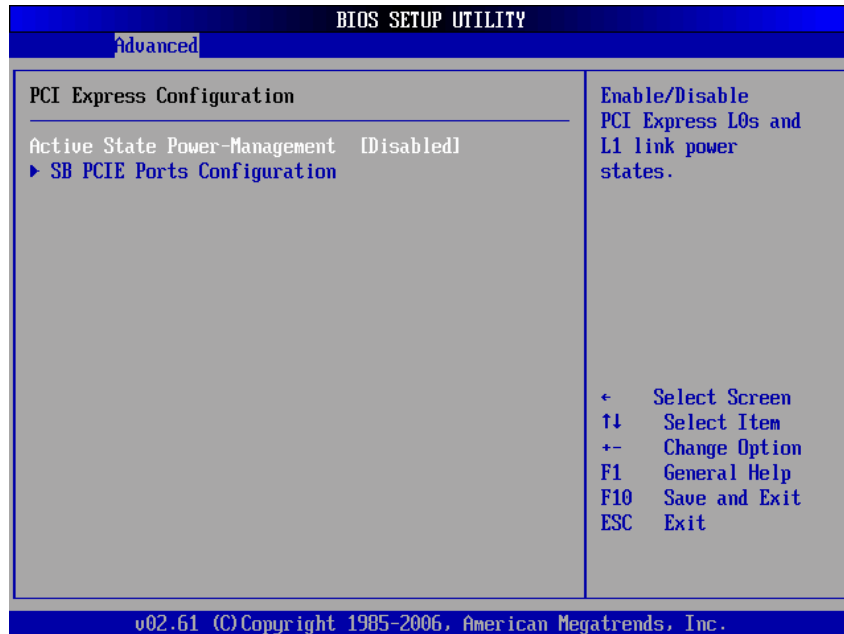 BIOS SETUP UTILITY
Advanced
PCI Express Configuration
Active State Power-Management [Disabled]
▶ SB PCIE Ports Configuration
Enable/Disable
PCI Express L0s and
L1 link power
states.
← Select Screen
↑↓ Select Item
+- Change Option
F1 General Help
F10 Save and Exit
ESC Exit
v02.61 (C)Copyright 1985-2006, American Megatrends, Inc.